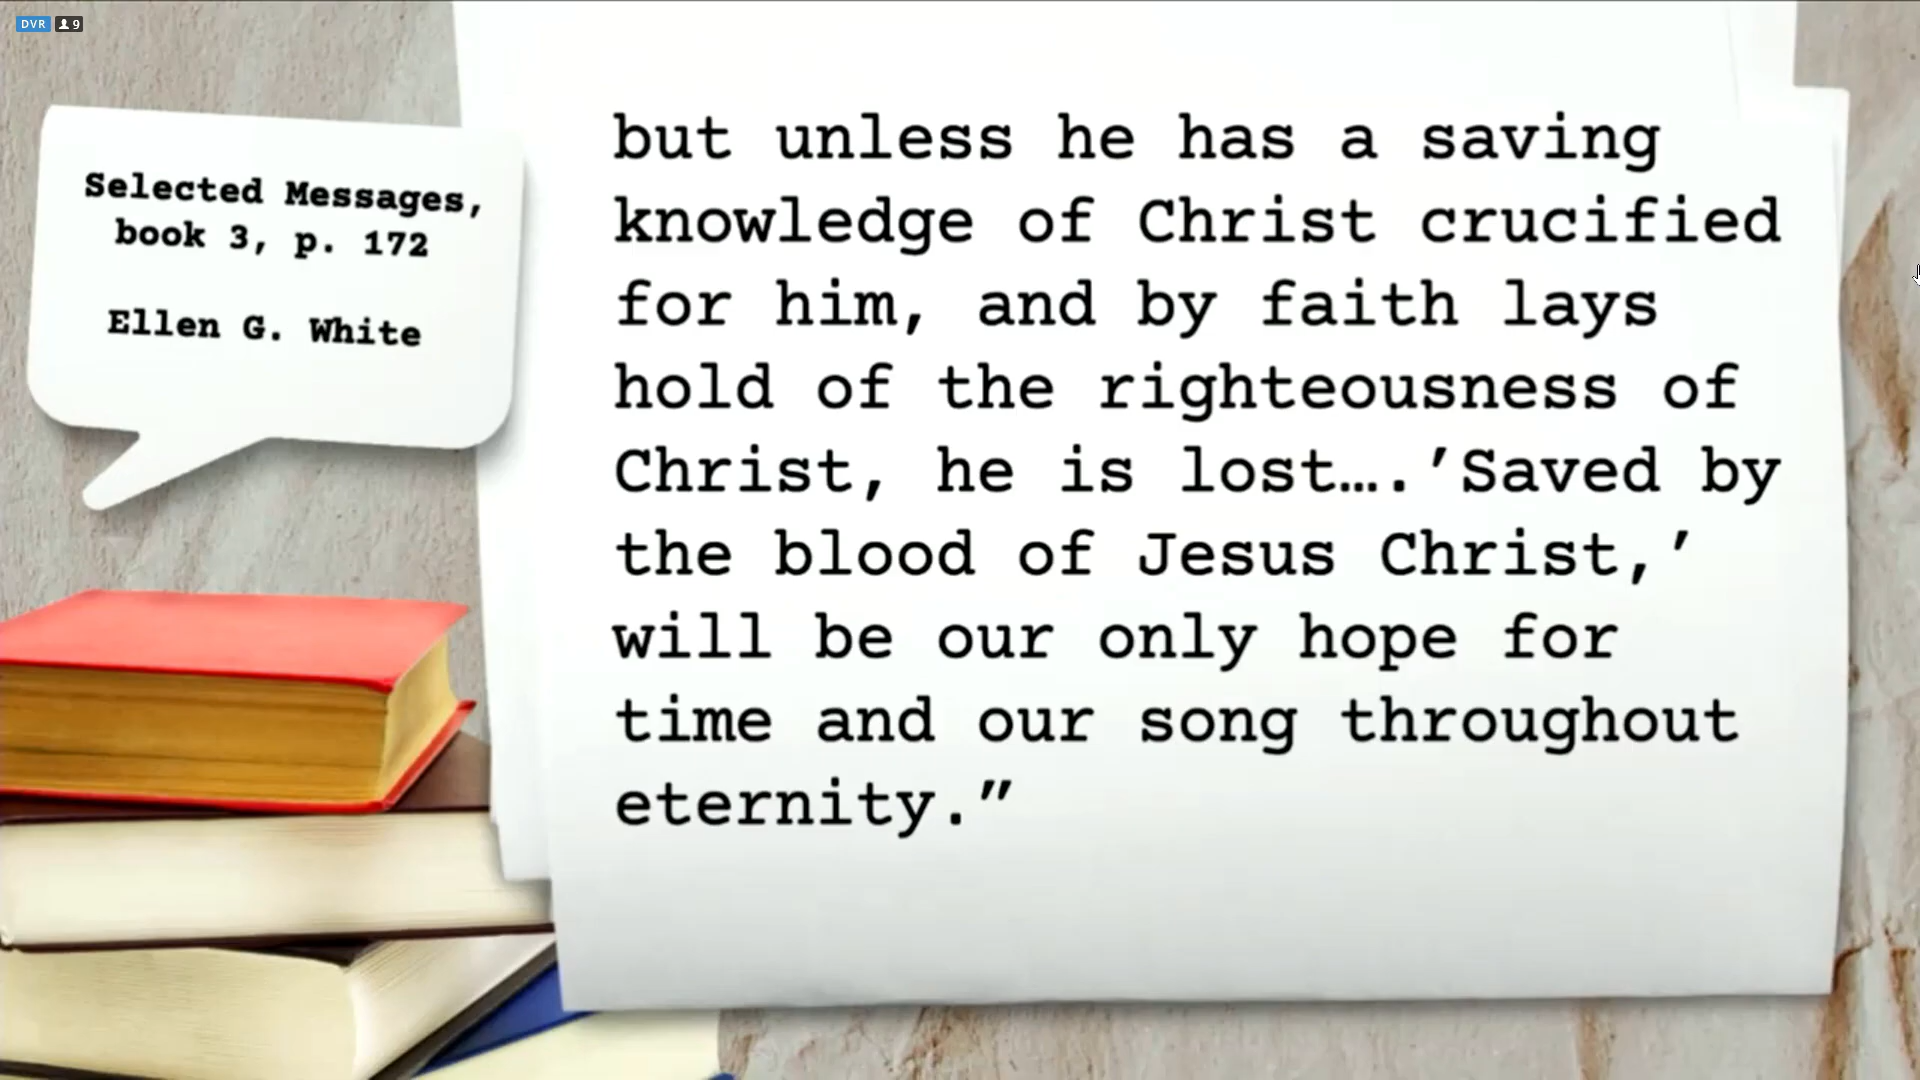 DVR 9
Selected Messages,
book 3, p. 172
Ellen G. White
but unless he has a saving
knowledge of Christ crucified
for him, and by faith lays
hold of the righteousness of
Christ, he is lost….’Saved by
the blood of Jesus Christ,’
will be our only hope for
time and our song throughout
eternity.”